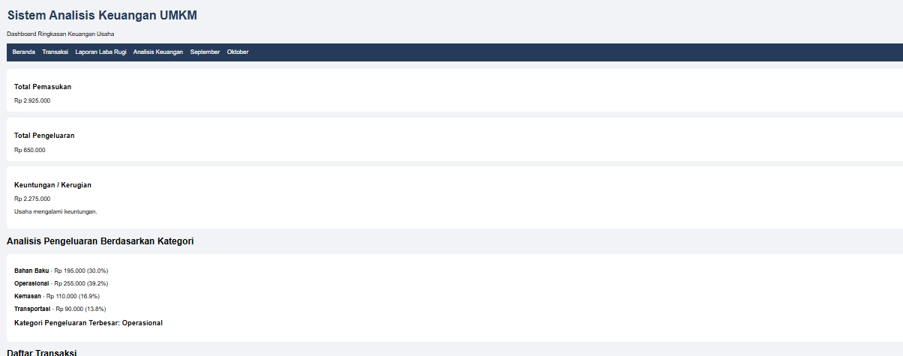 Sistem Analisis Keuangan UMKM
Dashboard Ringkasan Keuangan Usaha
Beranda Transaksi Laporan Laba Rugi Analisis Keuangan September Oktober
Total Pemasukan
Rp 2.925.000
Total Pengeluaran
Rp 650.000
Keuntungan / Kerugian
Rp 2.275.000
Usaha mengalami keuntungan.
Analisis Pengeluaran Berdasarkan Kategori
Bahan Baku - Rp 195.000 (30.0%)
Operasional - Rp 255.000 (39.2%)
Kemasan - Rp 110.000 (16.9%)
Transportasi - Rp 90.000 (13.8%)
Kategori Pengeluaran Terbesar: Operasional
Daftar Transaksi